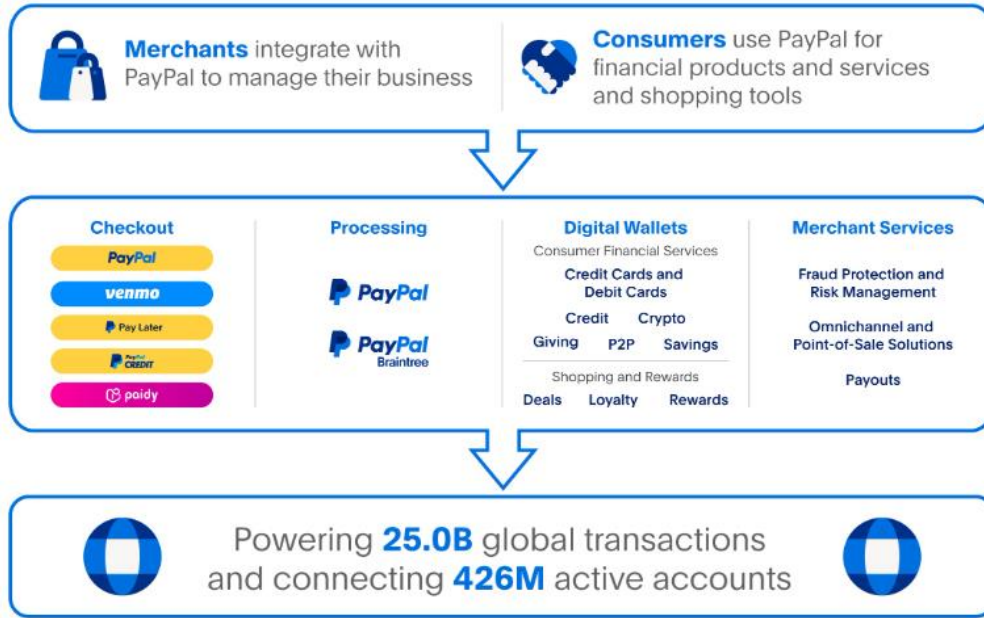 Merchants integrate with
PayPal to manage their business
Consumers use PayPal for
financial products and services
and shopping tools
Checkout
PayPal
venmo
Pay Later
PayPal
CREDIT
paidy
Processing
PayPal
PayPal
Braintree
Digital Wallets
Consumer Financial Services
Credit Cards and
Debit Cards
Credit Crypto
Giving P2P Savings
Shopping and Rewards
Deals Loyalty Rewards
Merchant Services
Fraud Protection and
Risk Management
Omnichannel and
Point-of-Sale Solutions
Payouts
Powering 25.0B global transactions
and connecting 426M active accounts